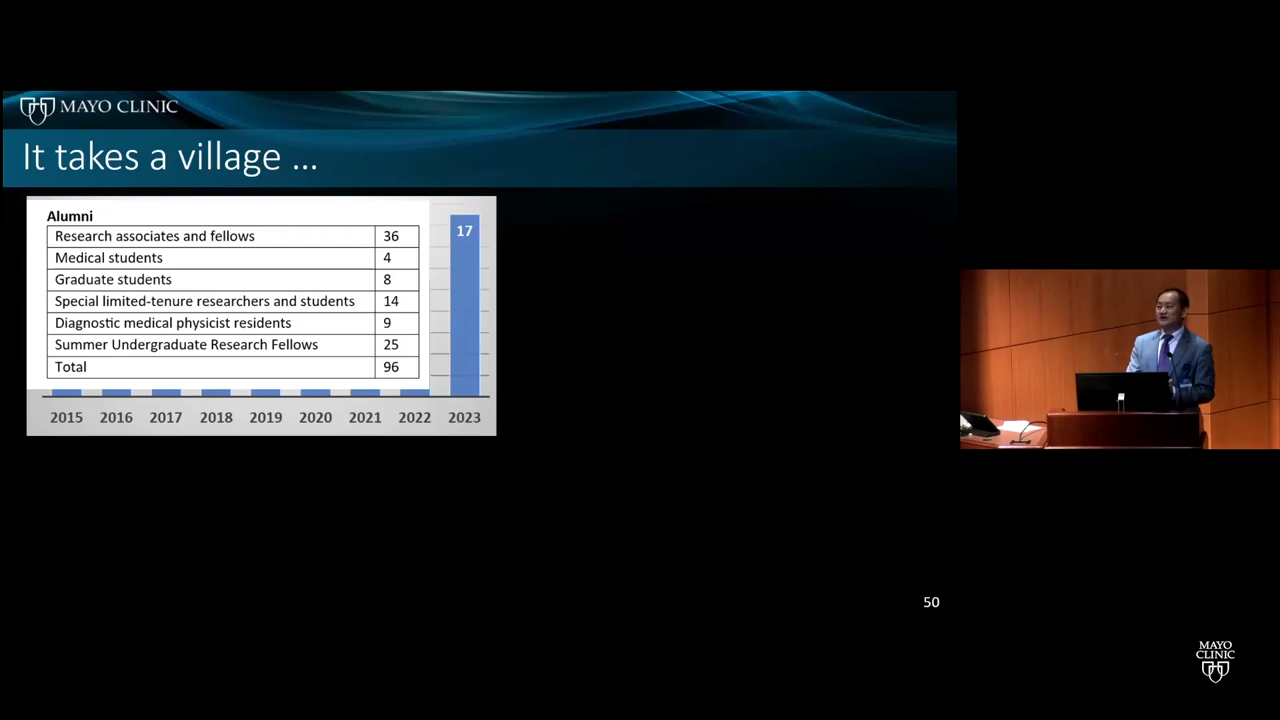 MAYO CLINIC
It takes a village ...
Alumni
Research associates and fellows 36
Medical students 4
Graduate students 8
Special limited-tenure researchers and students 14
Diagnostic medical physicist residents 9
Summer Undergraduate Research Fellows 25
Total 96
17
2015 2016 2017 2018 2019 2020 2021 2022 2023
50
MAYO
CLINIC